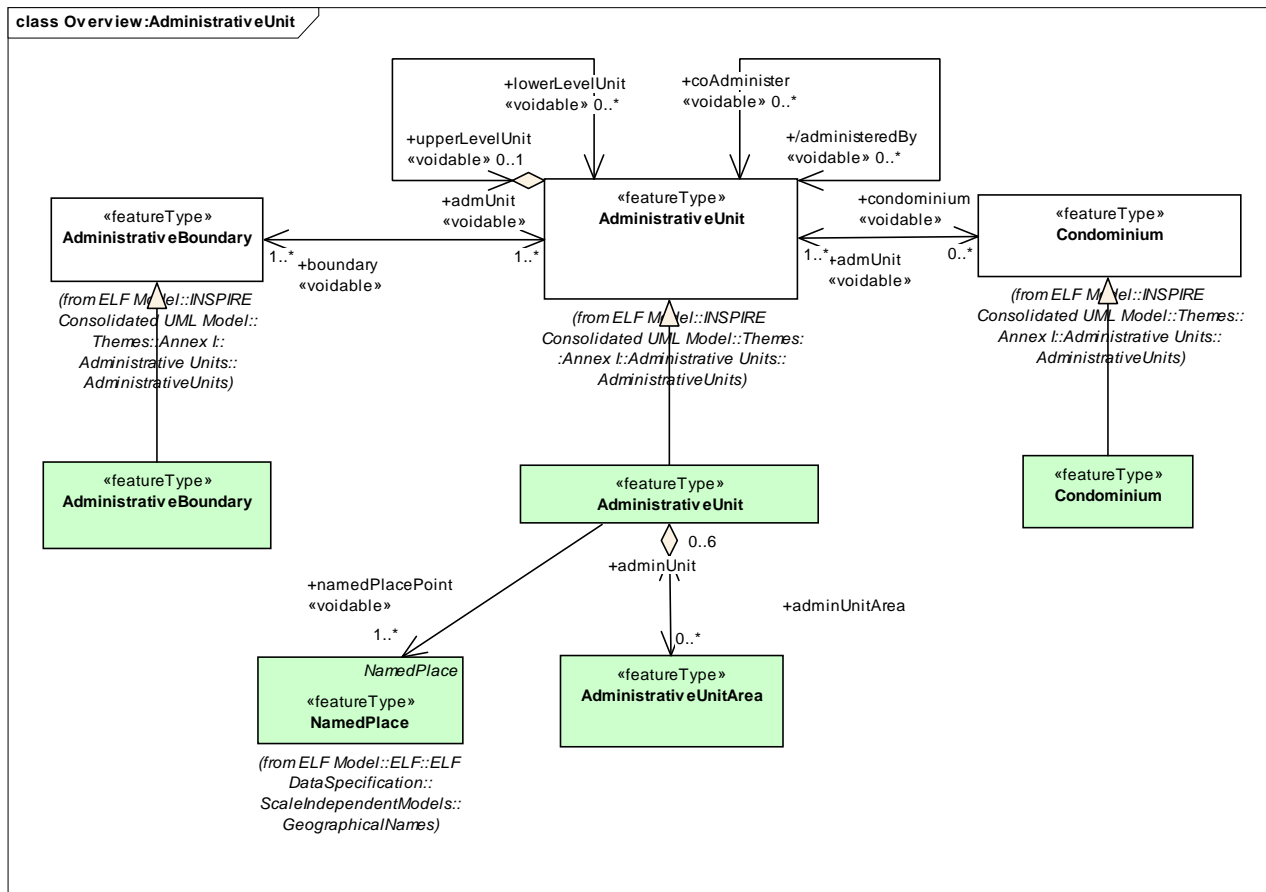 class Overview:AdministrativeUnit
+lowerLevelUnit
«voidable» 0..*
+coAdminister
«voidable» 0..*
+upperLevelUnit
«voidable» 0..1
+/administeredBy
«voidable» 0..*
«featureType»
AdministrativeBoundary
+admUnit
«voidable»
1..*
+boundary
«voidable»
1..*
«featureType»
AdministrativeUnit
+condominium
«voidable»
1..*
+admUnit
«voidable»
0..*
«featureType»
Condominium
(from ELF Model::INSPIRE
Consolidated UML Model::
Themes::Annex I::
Administrative Units::
AdministrativeUnits)
(from ELF Model::INSPIRE
Consolidated UML Model::Themes:
:Annex I::Administrative Units::
AdministrativeUnits)
(from ELF Model::INSPIRE
Consolidated UML Model::Themes::
Annex I::Administrative Units::
AdministrativeUnits)
«featureType»
AdministrativeBoundary
«featureType»
AdministrativeUnit
«featureType»
Condominium
0..6
+adminUnit
+namedPlacePoint
«voidable»
1..*
+adminUnitArea
0..*
NamedPlace
«featureType»
NamedPlace
«featureType»
AdministrativeUnitArea
(from ELF Model::ELF::ELF
DataSpecification::
ScaleIndependentModels::
GeographicalNames)